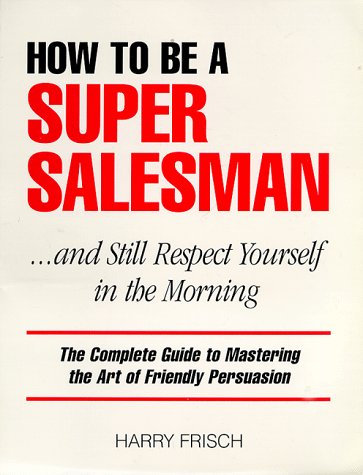 HOW TO BE A
SUPER
SALESMAN
...and Still Respect Yourself
in the Morning
The Complete Guide to Mastering
the Art of Friendly Persuasion
HARRY FRISCH